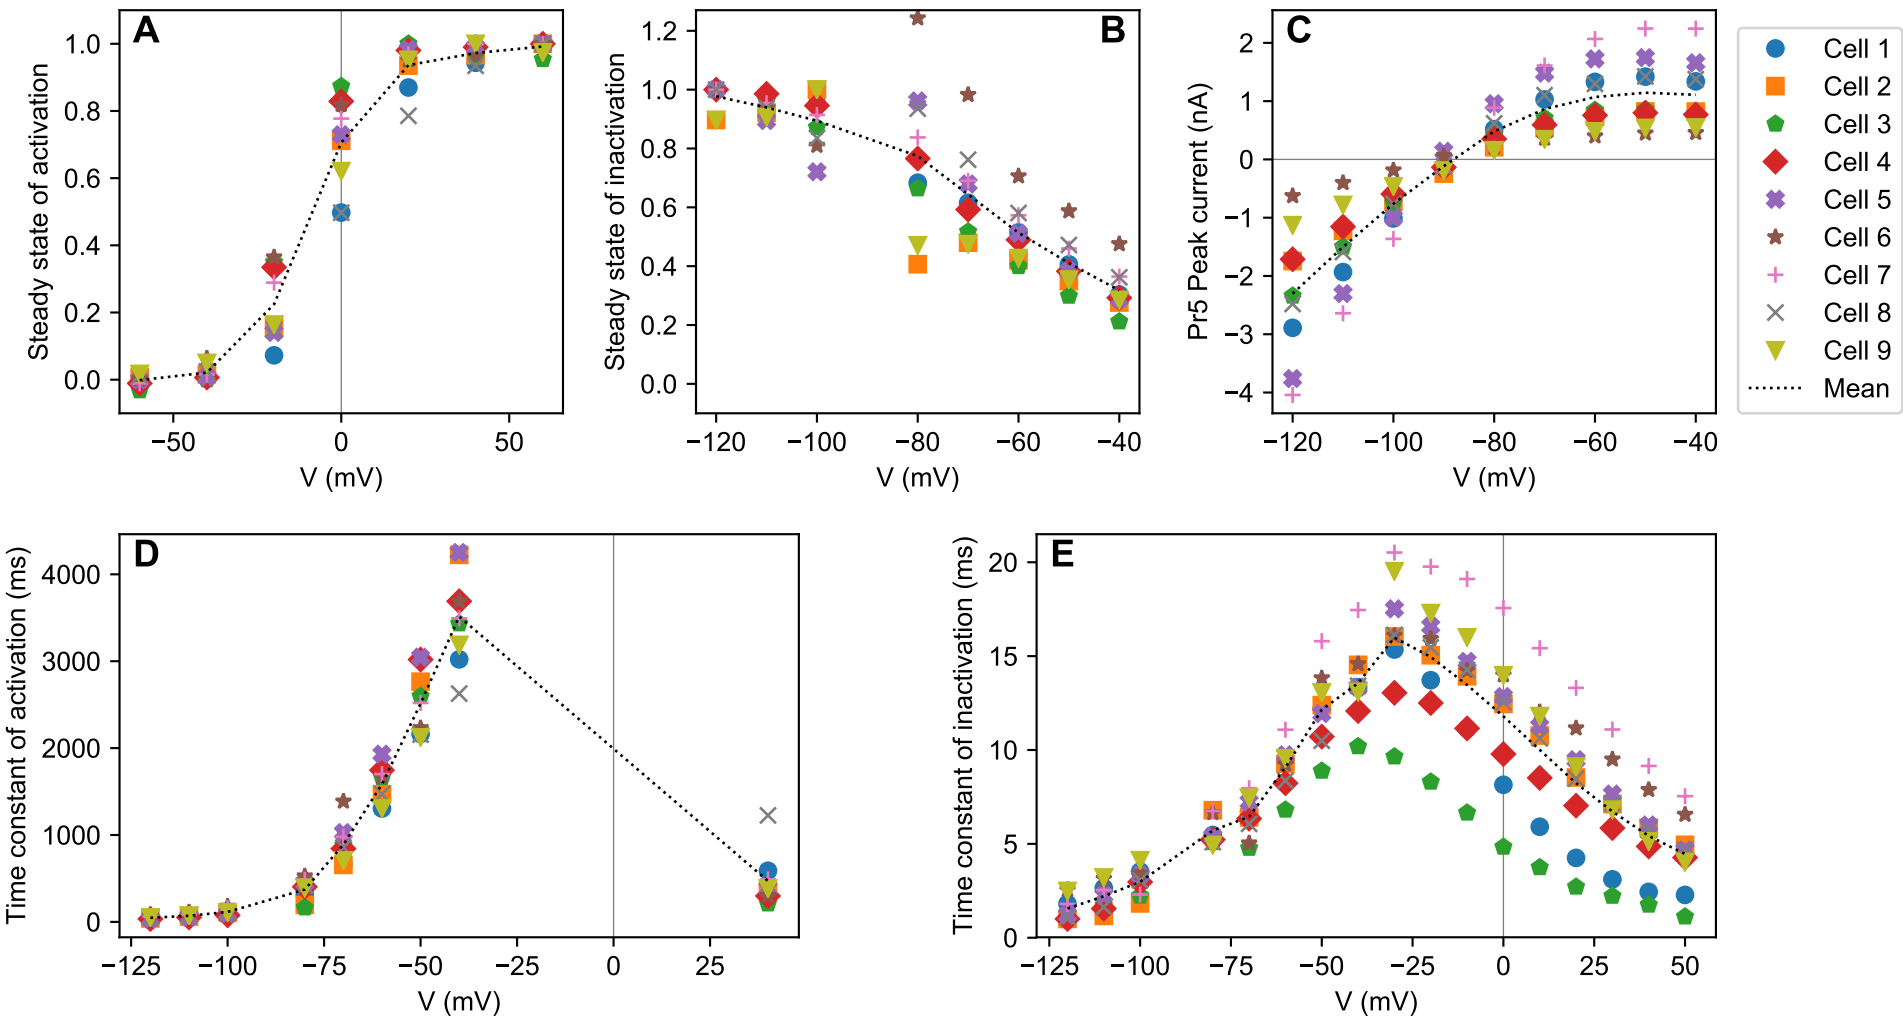 A
Steady state of activation
1.0
0.8
0.6
0.4
0.2
0.0
−50 0 50
V (mV)
B
Steady state of inactivation
1.2
1.0
0.8
0.6
0.4
0.2
0.0
−120 −100 −80 −60 −40
V (mV)
C
Pr5 Peak current (nA)
2
1
0
−1
−2
−3
−4
−120 −100 −80 −60 −40
V (mV)
Cell 1
Cell 2
Cell 3
Cell 4
Cell 5
Cell 6
Cell 7
Cell 8
Cell 9
Mean
D
Time constant of activation (ms)
4000
3000
2000
1000
0
−125 −100 −75 −50 −25 0 25
V (mV)
E
Time constant of inactivation (ms)
20
15
10
5
0
−125 −100 −75 −50 −25 0 25 50
V (mV)